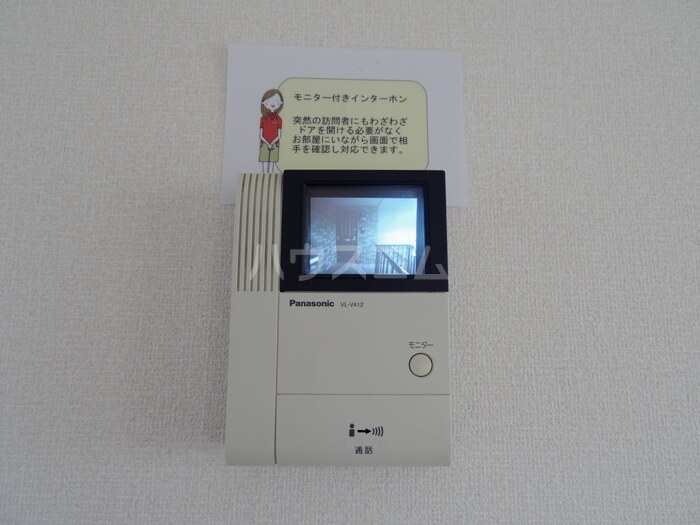 モニター付きインターホン
突然の訪問者にもわざわざ
ドアを開ける必要がなく
お部屋にいながら画面で相
手を確認し対応できます。
ハウスコム
Panasonic VL-V412
モニター
通話